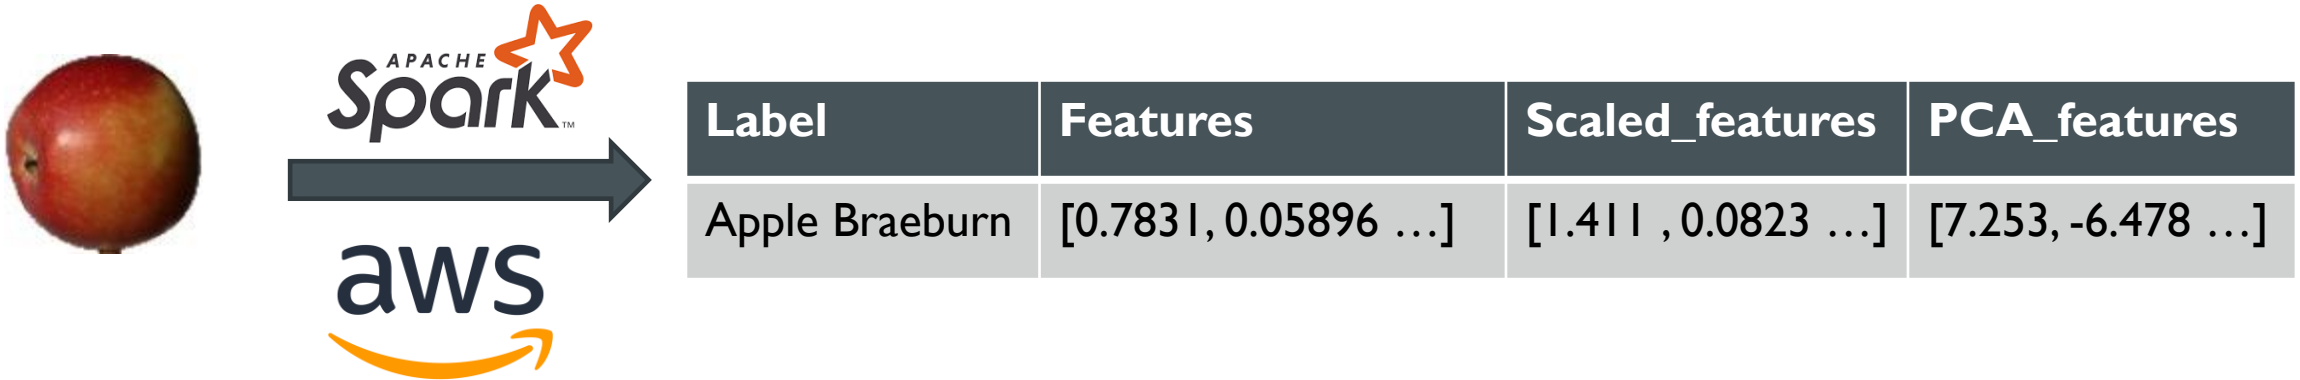 APACHE
Spark™
aws
Label Features Scaled_features PCA_features
Apple Braeburn [0.7831, 0.05896 ...] [1.411 , 0.0823 ...] [7.253, -6.478 ...]